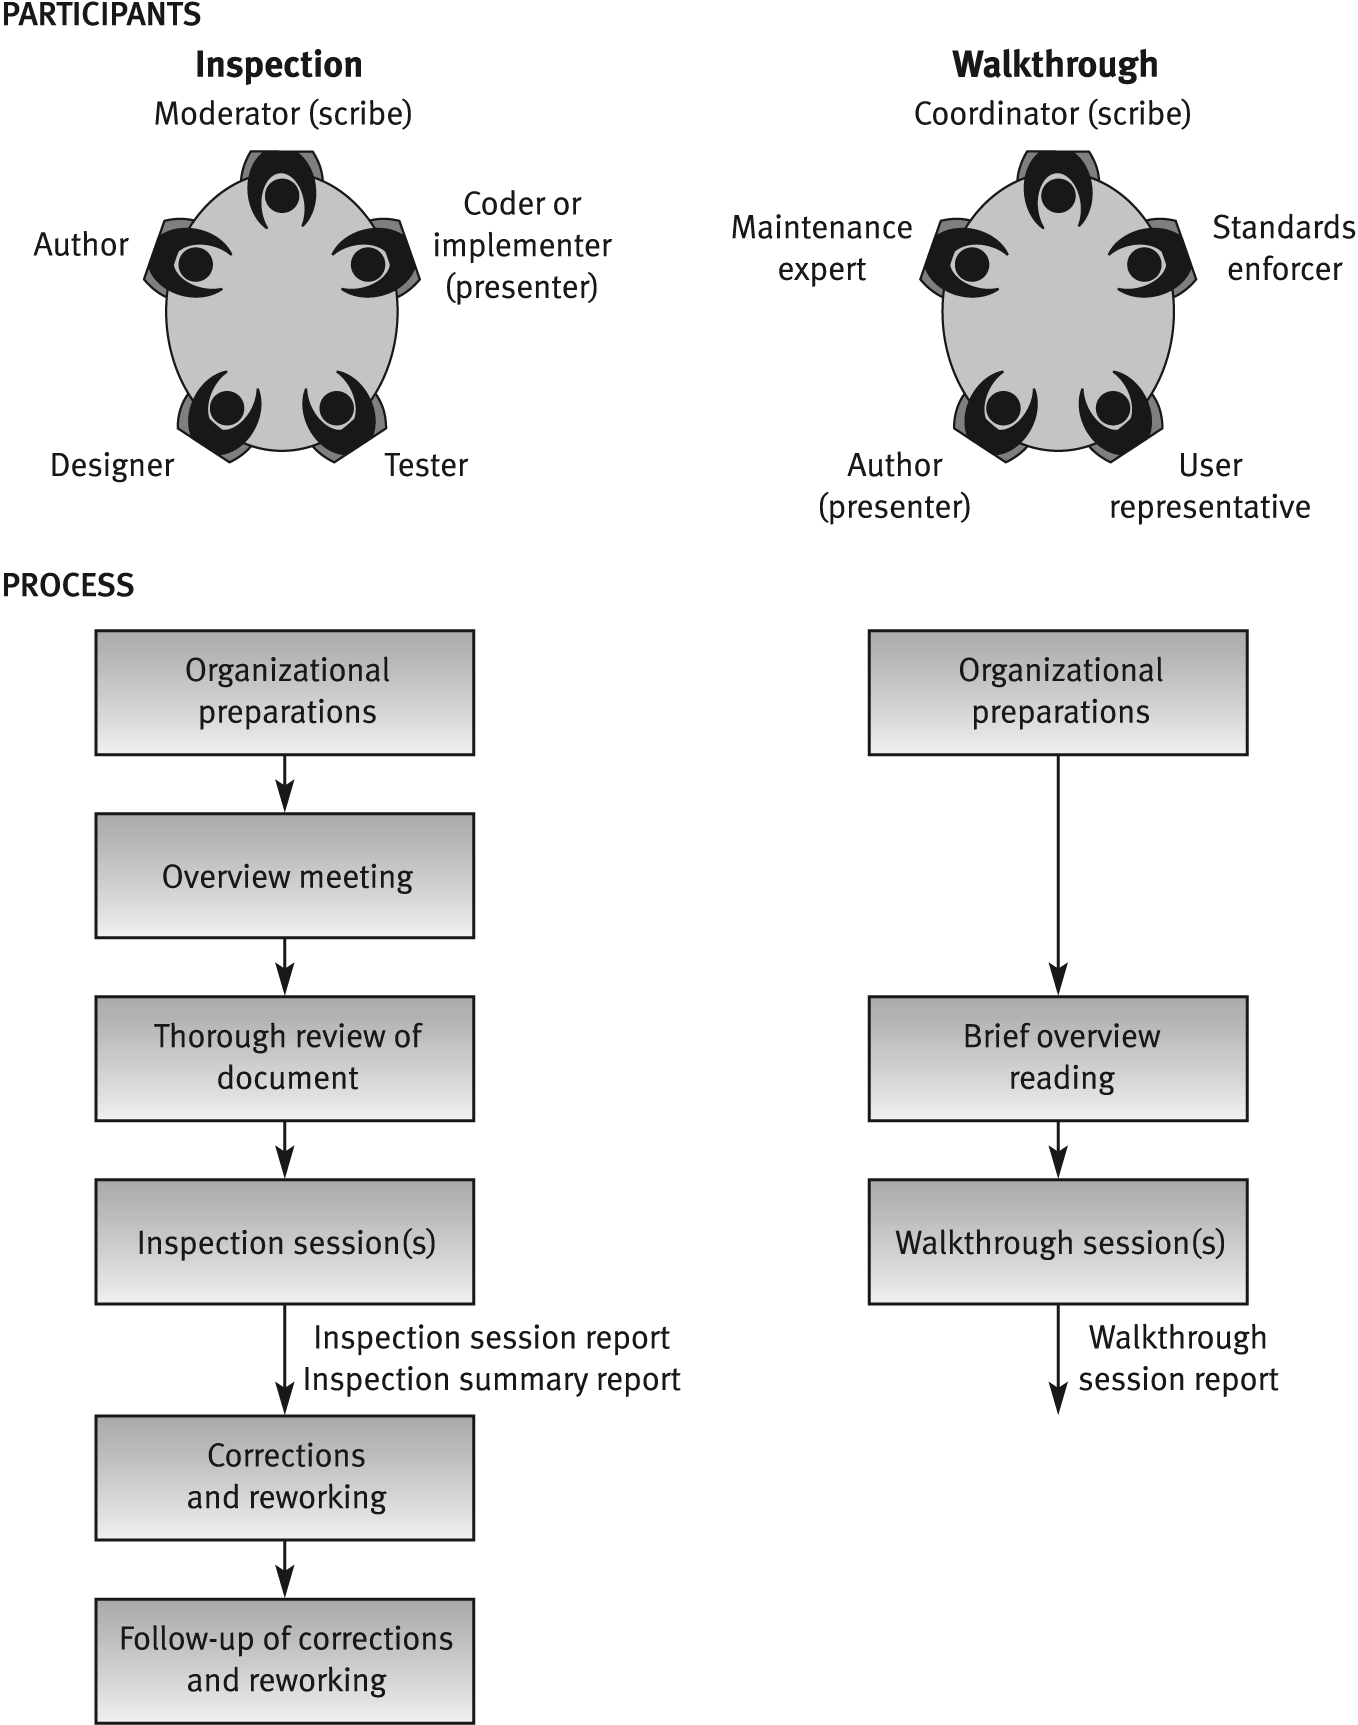 PARTICIPANTS
Inspection
Moderator (scribe)
Author
Coder or
implementer
(presenter)
Designer
Tester
Walkthrough
Coordinator (scribe)
Maintenance
expert
Standards
enforcer
Author
(presenter)
User
representative
PROCESS
Organizational
preparations
Overview meeting
Thorough review of
document
Inspection session(s)
Inspection session report
Inspection summary report
Corrections
and reworking
Follow-up of corrections
and reworking
Organizational
preparations
Brief overview
reading
Walkthrough session(s)
Walkthrough
session report